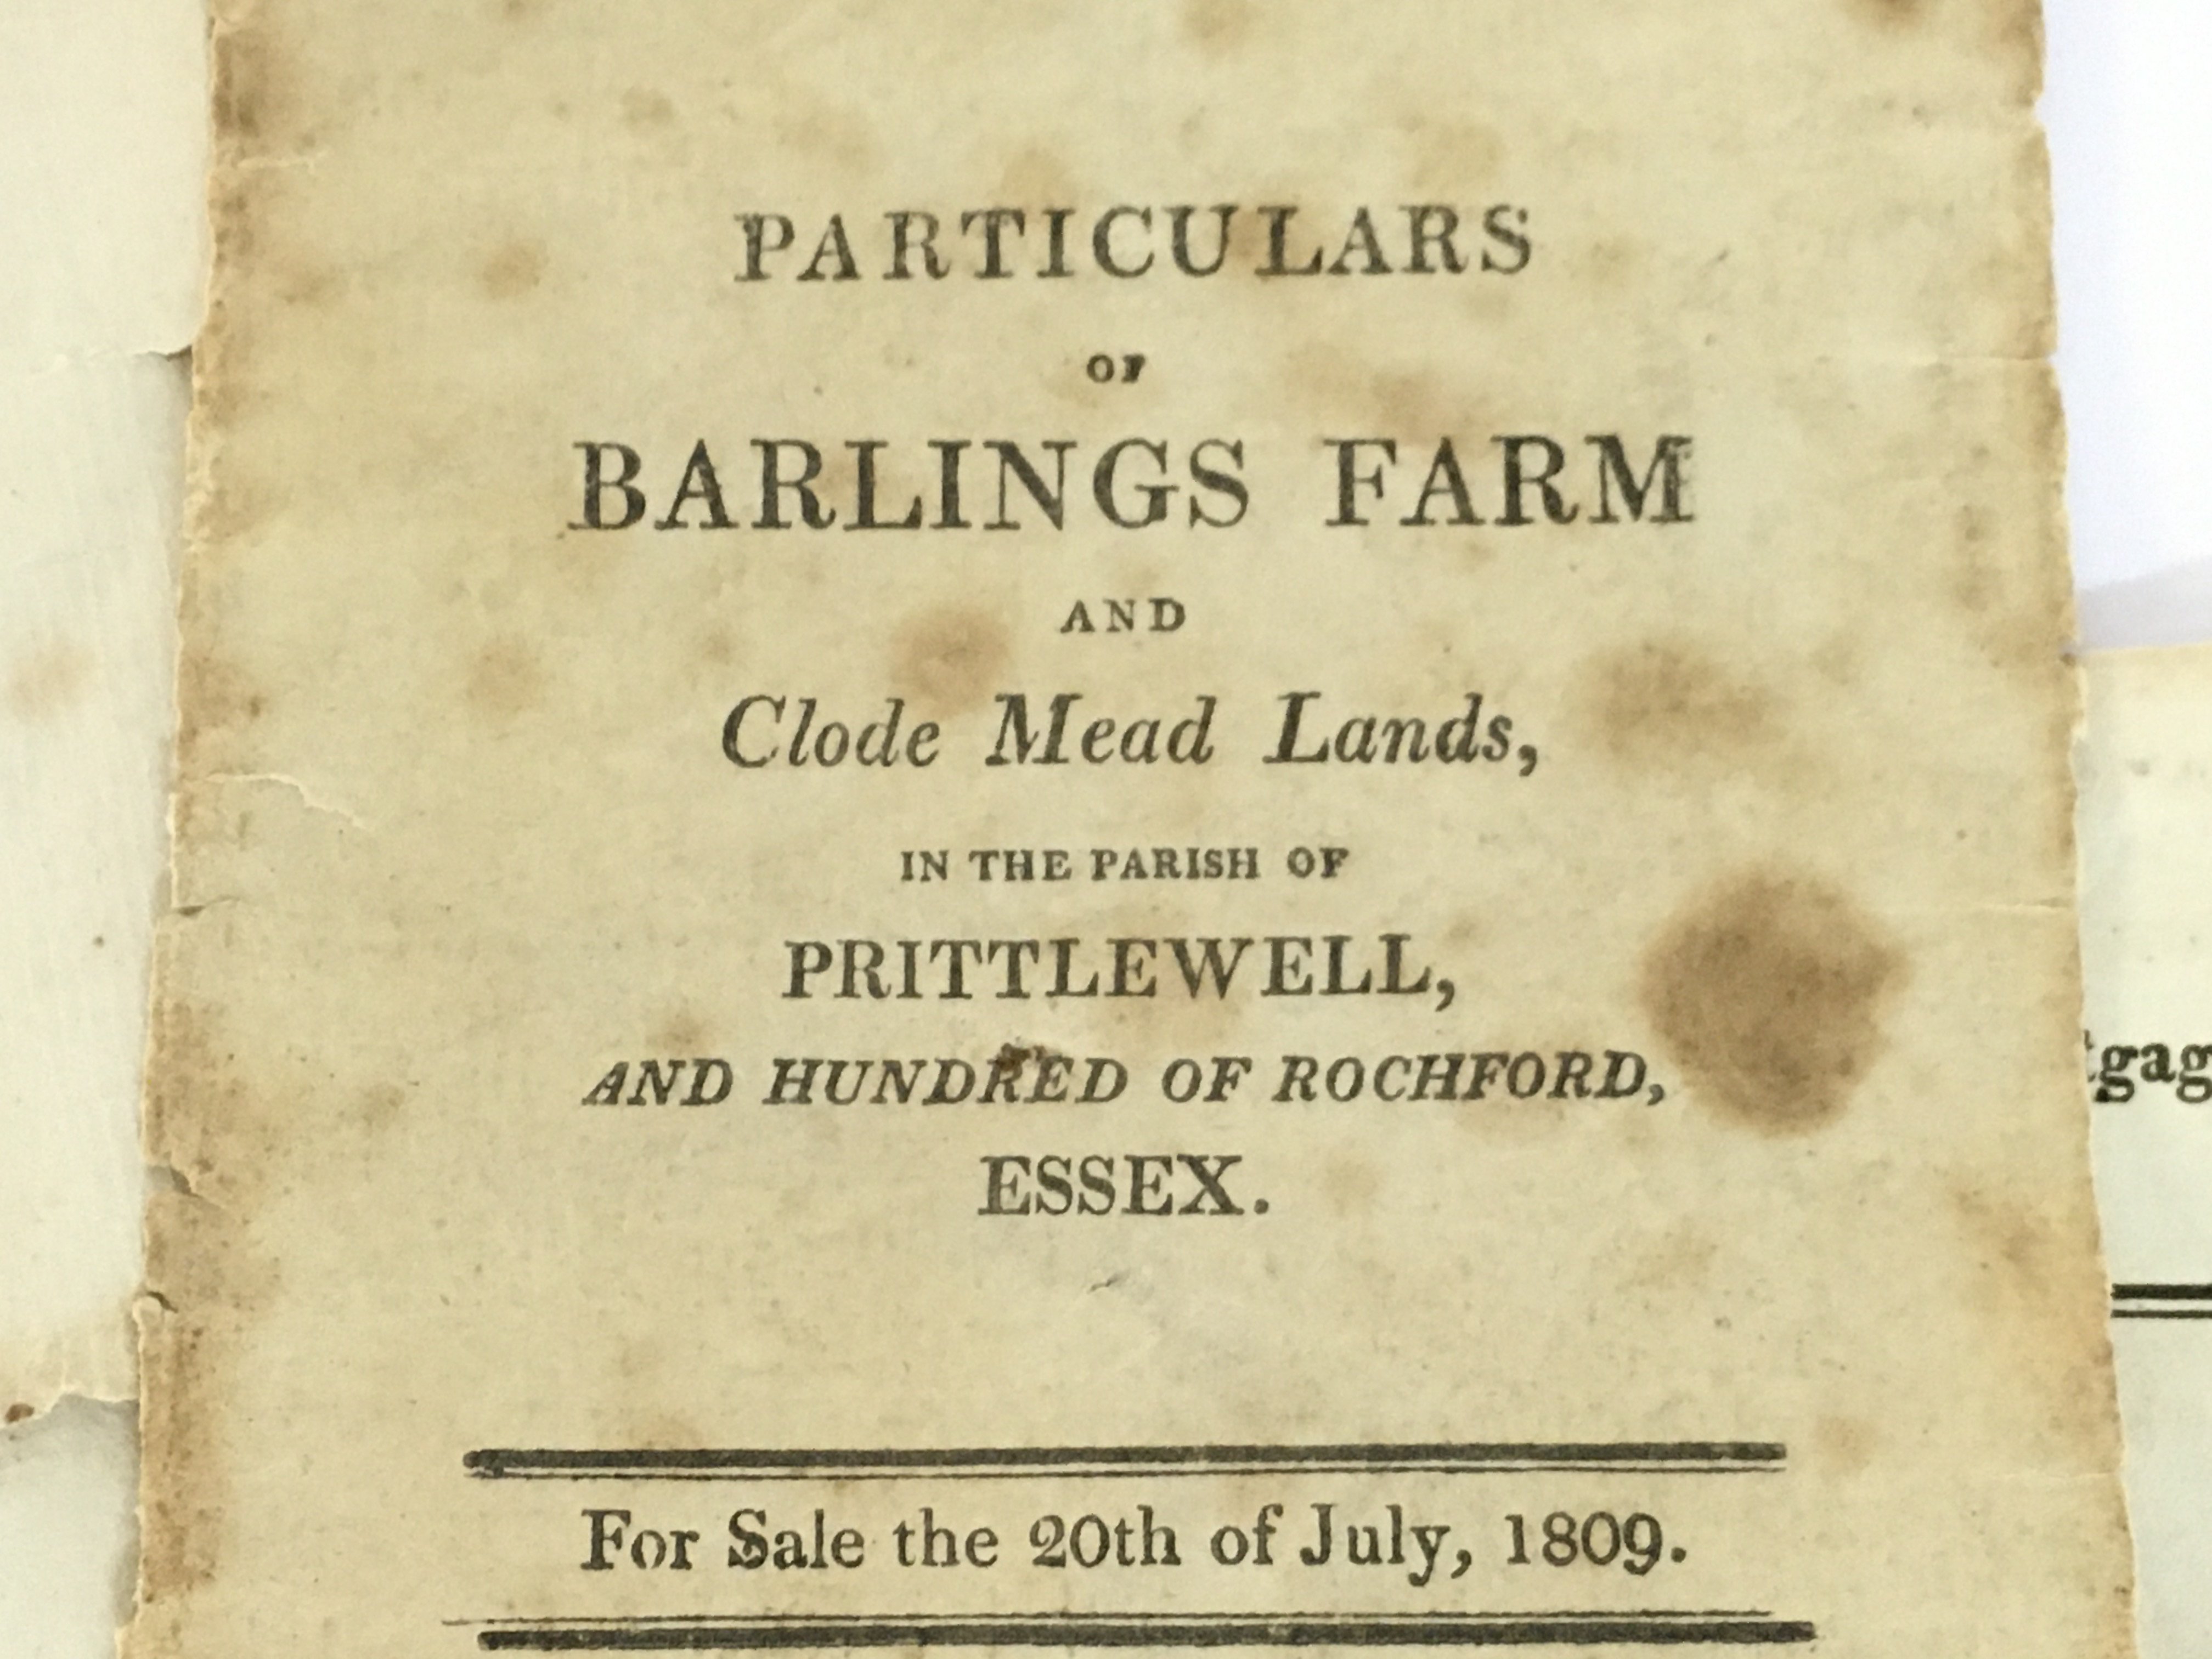 PARTICULARS
OF
BARLINGS FARM
AND
Clode Mead Lands,
IN THE PARISH OF
PRITTLEWELL,
AND HUNDRED OF ROCHFORD,
ESSEX.
For Sale the 20th of July, 1809.